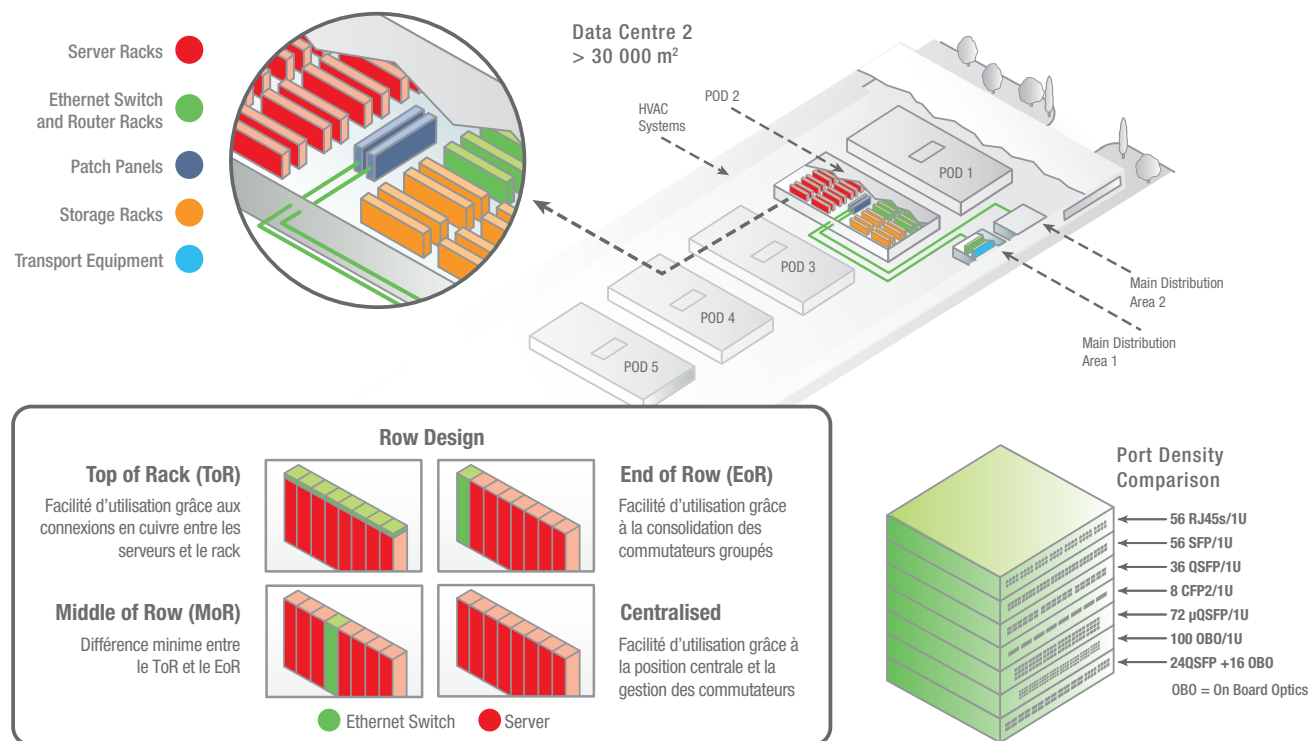 Server Racks
Ethernet Switch
and Router Racks
Patch Panels
Storage Racks
Transport Equipment
Data Centre 2
> 30 000 m²
HVAC
Systems
POD 2
POD 1
POD 3
POD 4
POD 5
Main Distribution
Area 2
Main Distribution
Area 1
Row Design
Top of Rack (ToR)
Facilité d’utilisation grâce aux
connexions en cuivre entre les
serveurs et le rack
End of Row (EoR)
Facilité d’utilisation grâce
à la consolidation des
commutateurs groupés
Middle of Row (MoR)
Différence minime entre
le ToR et le EoR
Centralised
Facilité d’utilisation grâce à
la position centrale et la
gestion des commutateurs
Ethernet Switch
Server
Port Density
Comparison
56 RJ45s/1U
56 SFP/1U
36 QSFP/1U
8 CFP2/1U
72 µQSFP/1U
100 OBO/1U
24QSFP +16 OBO
OBO = On Board Optics